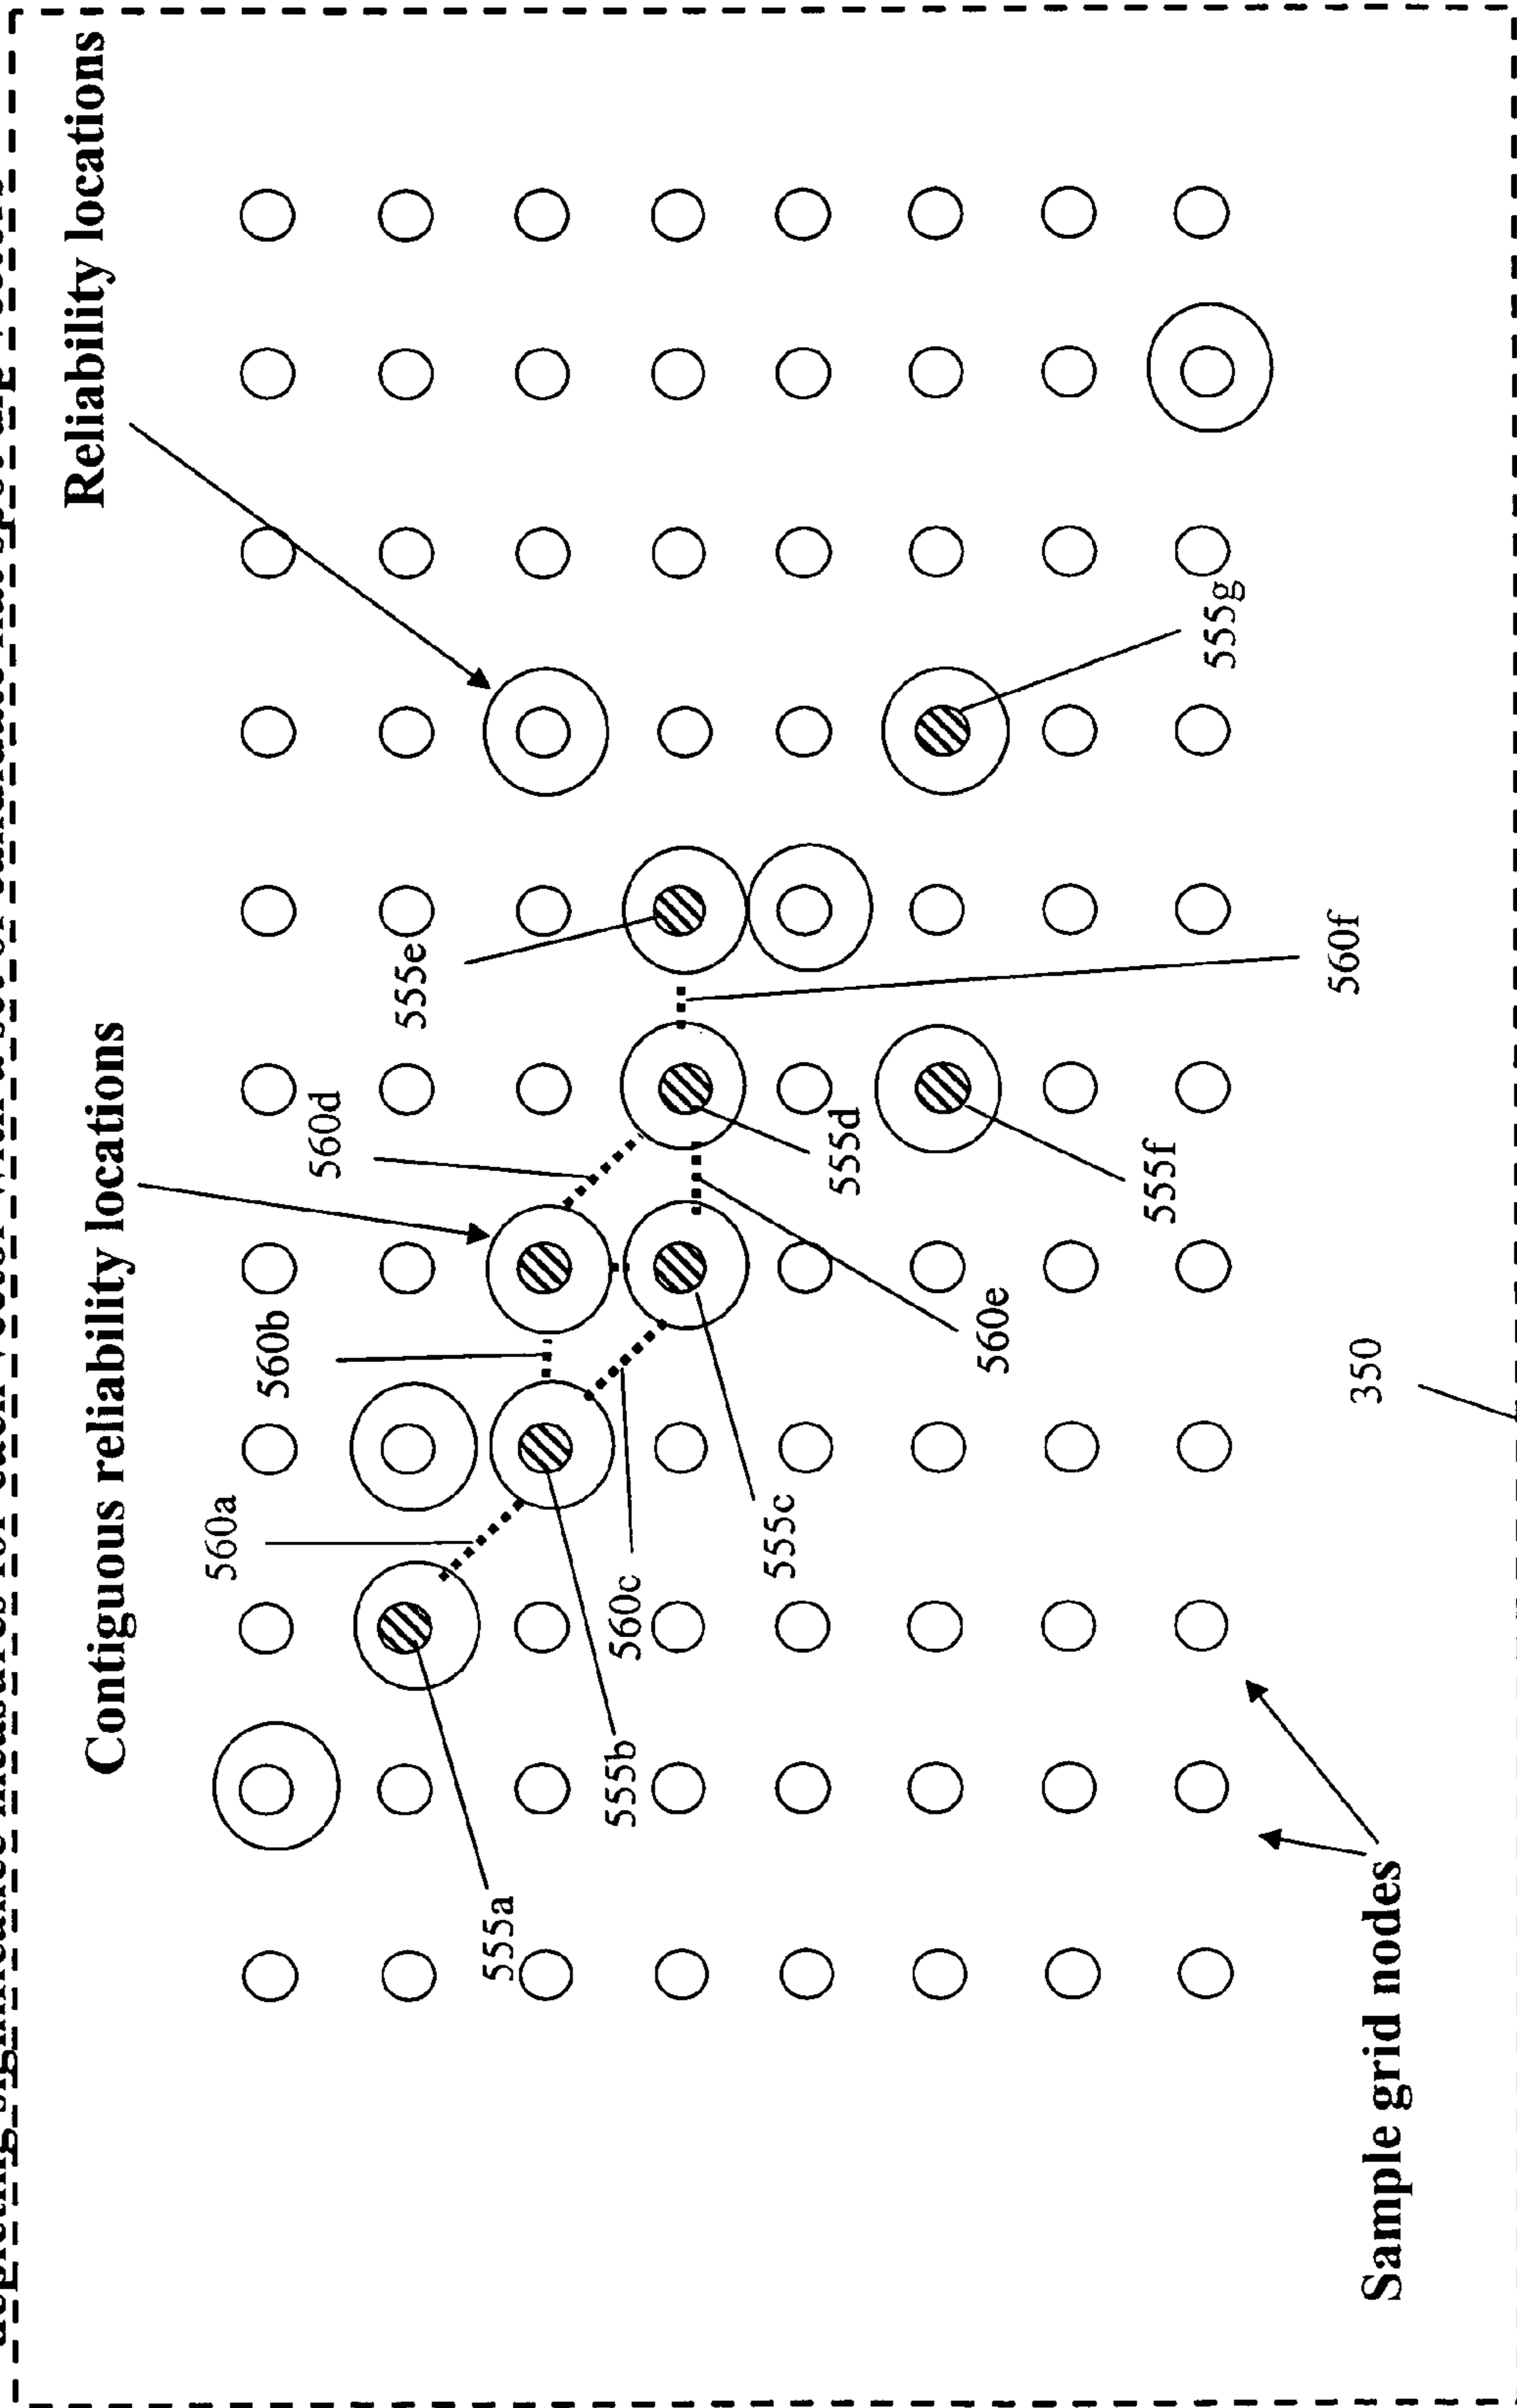 Contiguous reliability locations
Reliability locations
560a
560b
560d
555e
555a
555b
560c
555c
555d
560e
555f
555g
560f
350
Sample grid nodes